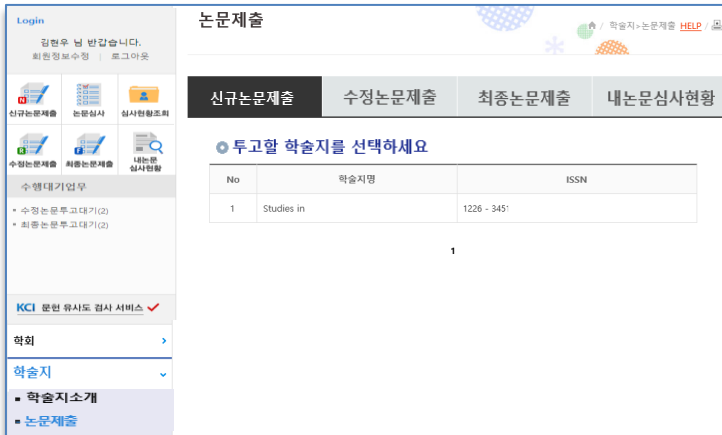 Login
김현우 님 반갑습니다.
회원정보수정 | 로그아웃
신규논문제출 논문심사 심사현황조회
수정논문제출 최종논문제출 내논문
심사현황
수행대기업무
수정논문투고대기(2)
최종논문투고대기(2)
KCI 문헌 유사도 검사 서비스
학회
학술지
학술지소개
논문제출
논문제출
/ 학술지>논문제출 HELP /
신규논문제출 수정논문제출 최종논문제출 내논문심사현황
투고할 학술지를 선택하세요
No 학술지명 ISSN
1 Studies in 1226 - 3451
1